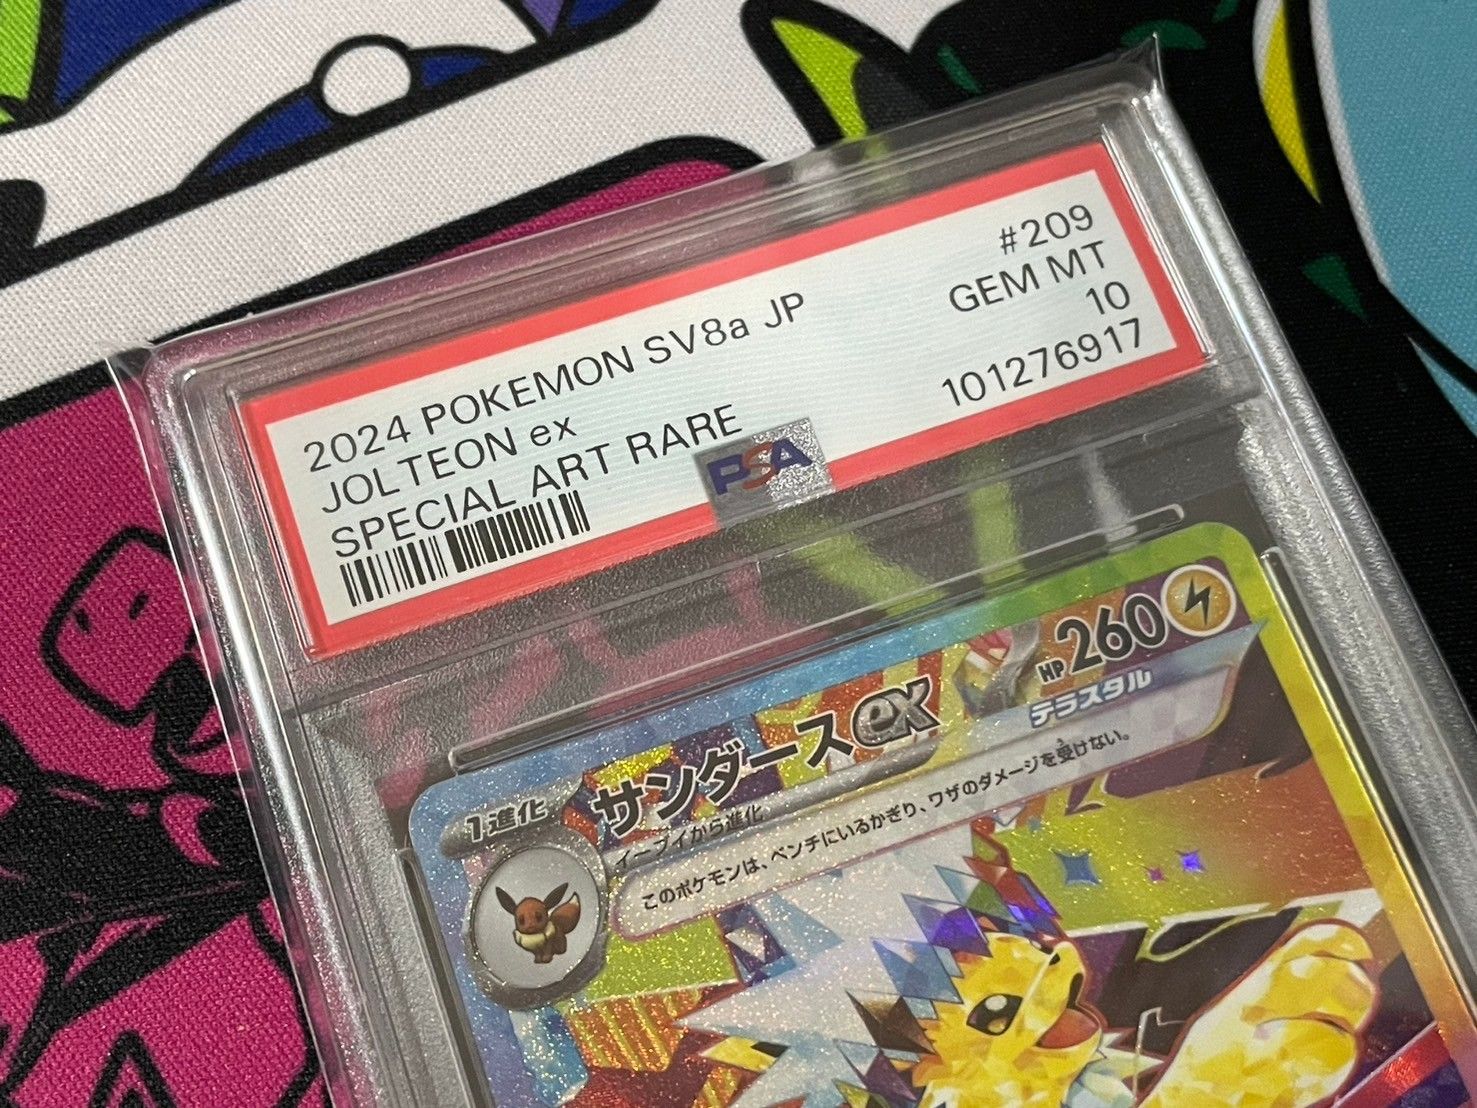 2024 POKEMON SV8a JP
#209
JOLTEON ex
GEM MT
SPECIAL ART RARE
10
101276917
PSA
1進化
サンダースex
HP260
テラスタル
イーブイから進化
このポケモンは、ベンチにいるかぎり、ワザのダメージを受けない。